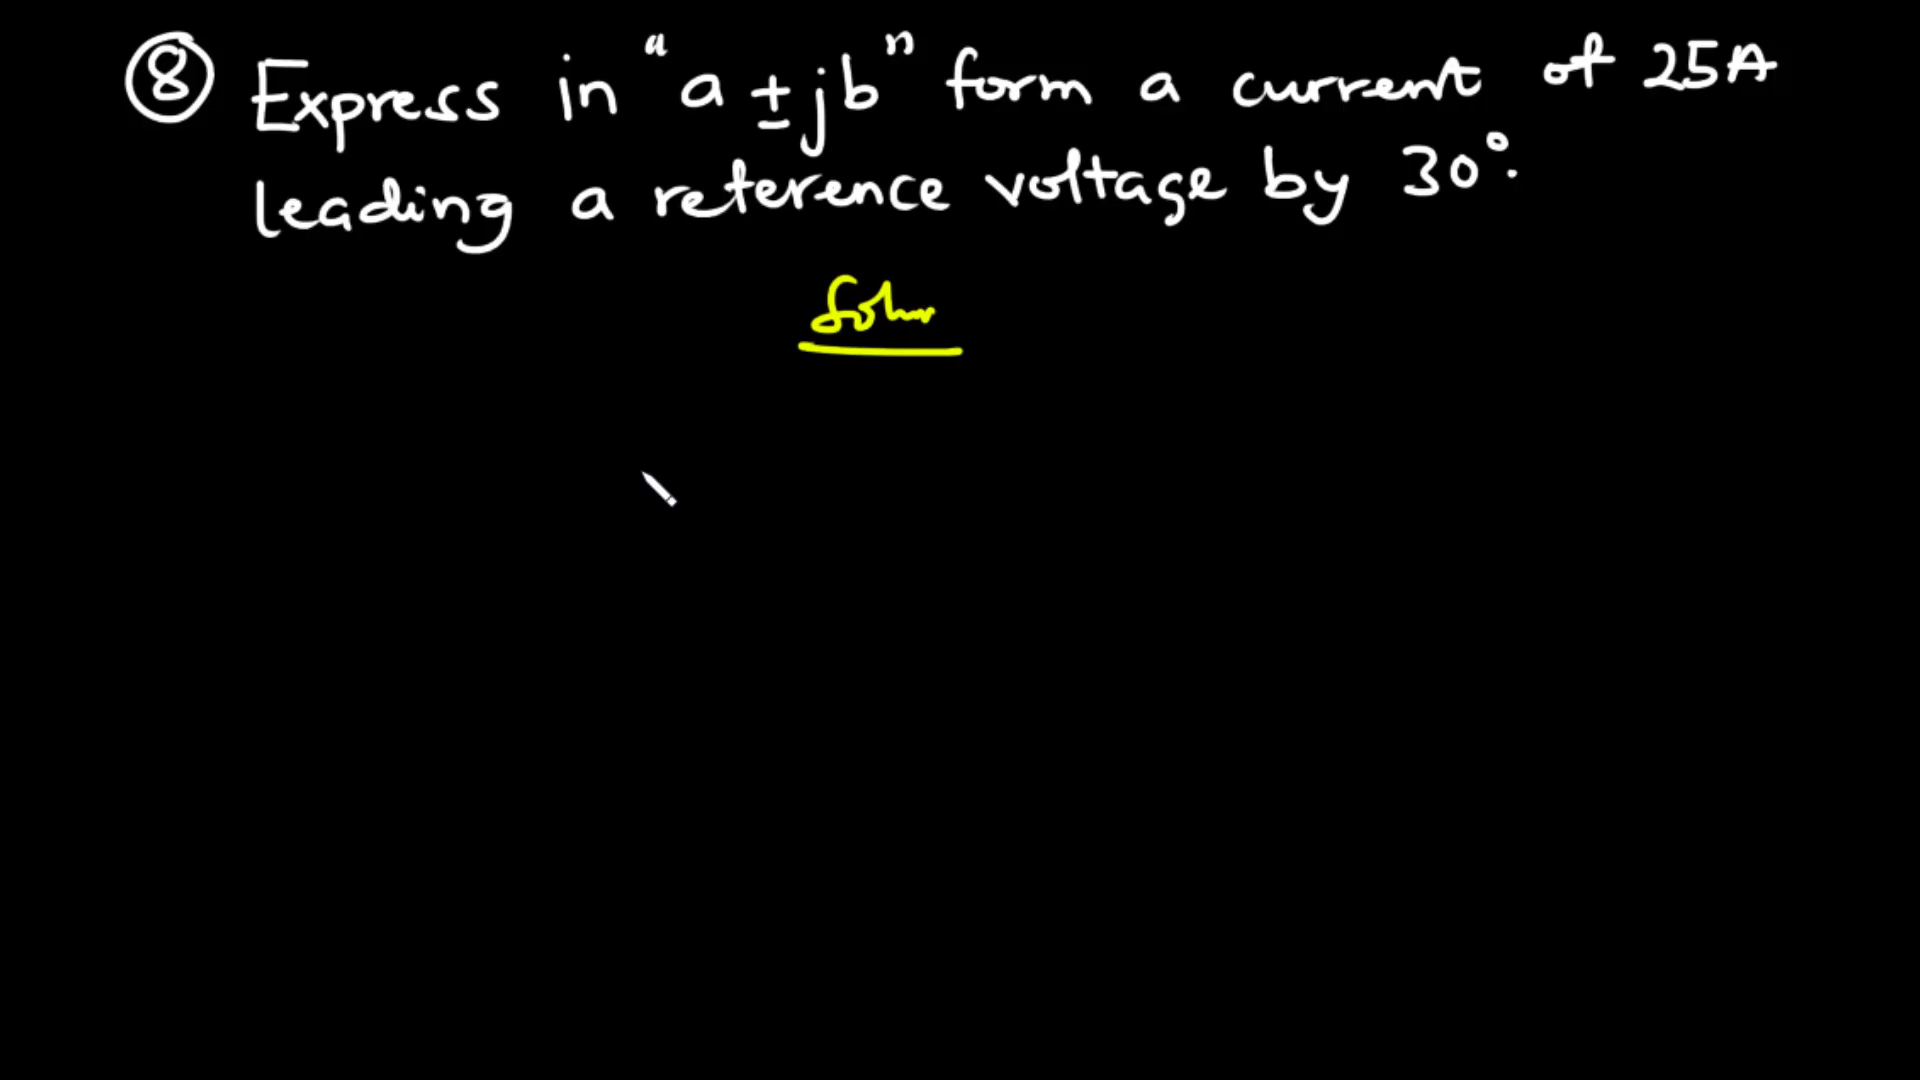 ⑧ Express in "a ± jb" form a current of 25A
leading a reference voltage by 30°.
Soln